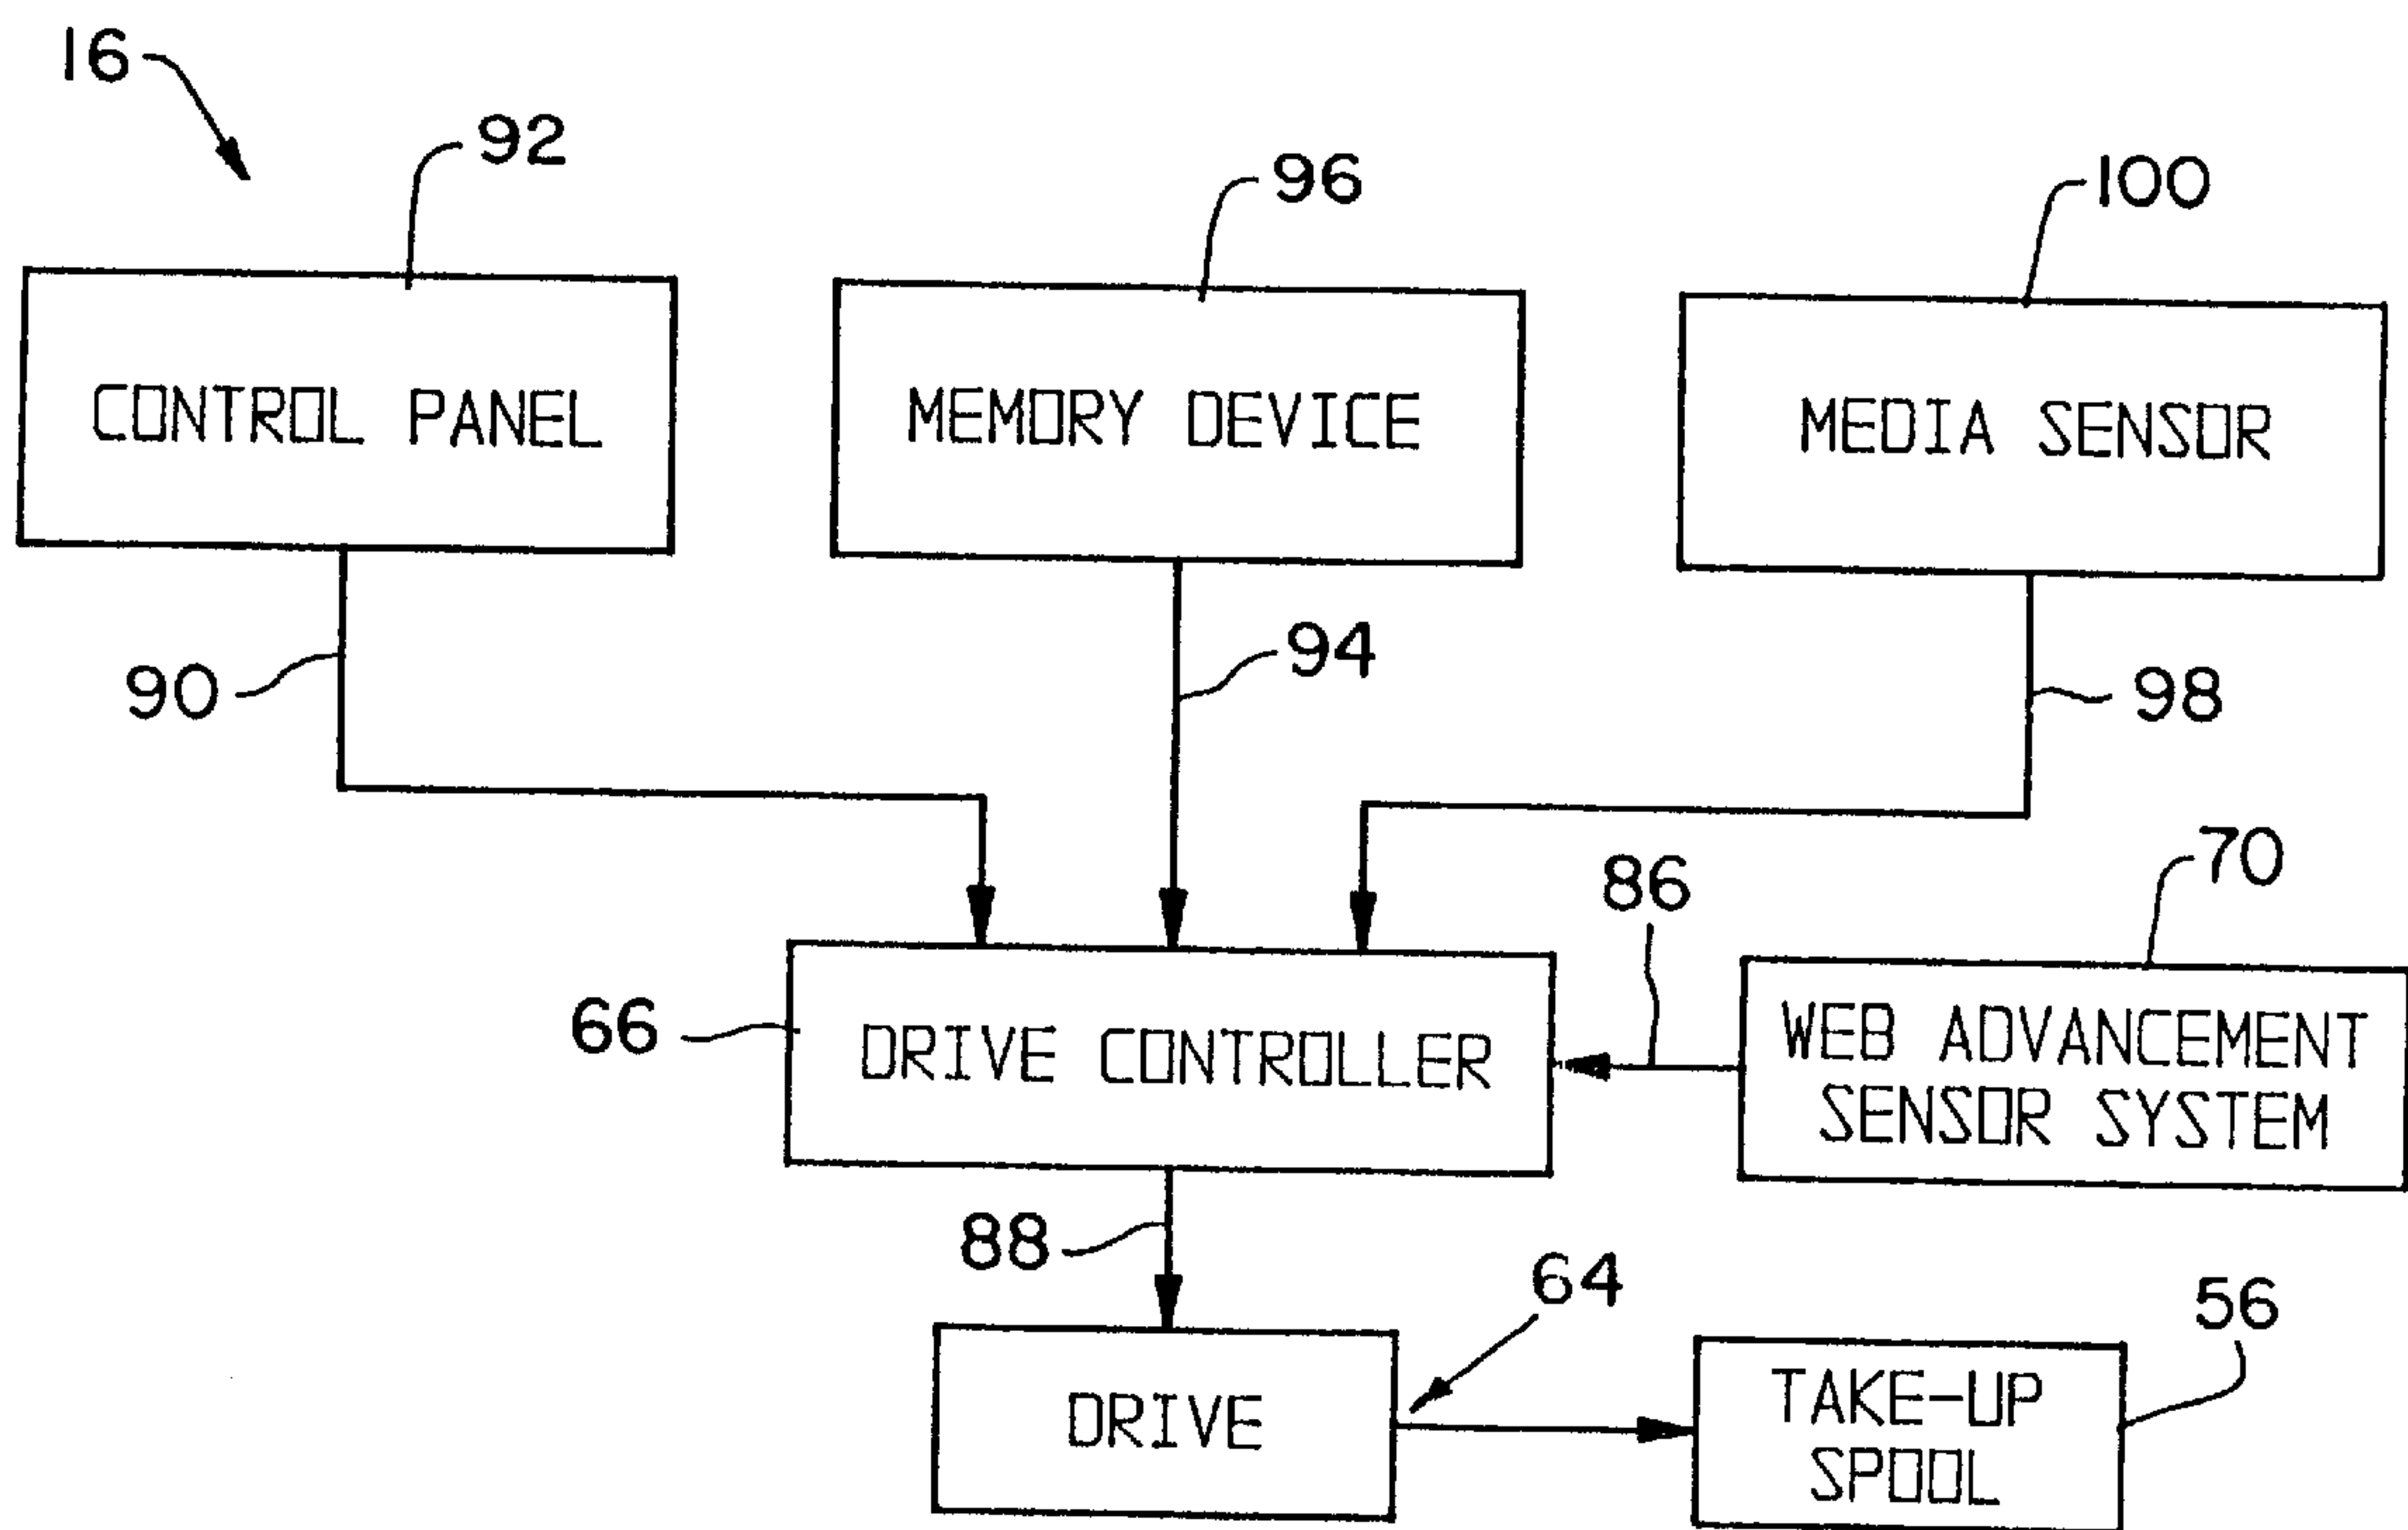 16
92
96
100
CONTROL PANEL
MEMORY DEVICE
MEDIA SENSOR
90
94
98
86
70
66
DRIVE CONTROLLER
WEB ADVANCEMENT
SENSOR SYSTEM
88
64
56
DRIVE
TAKE-UP
SPOOL